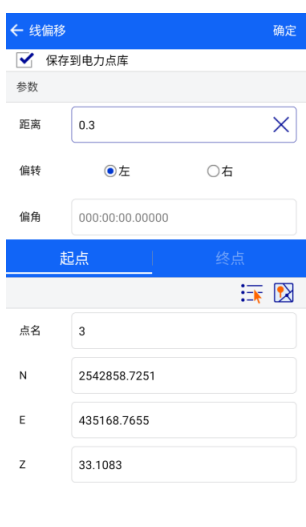 线偏移 确定
保存到电力点库
参数
距离 0.3
偏转 左 右
偏角 000:00:00.00000
起点 终点
点名 3
N 2542858.7251
E 435168.7655
Z 33.1083